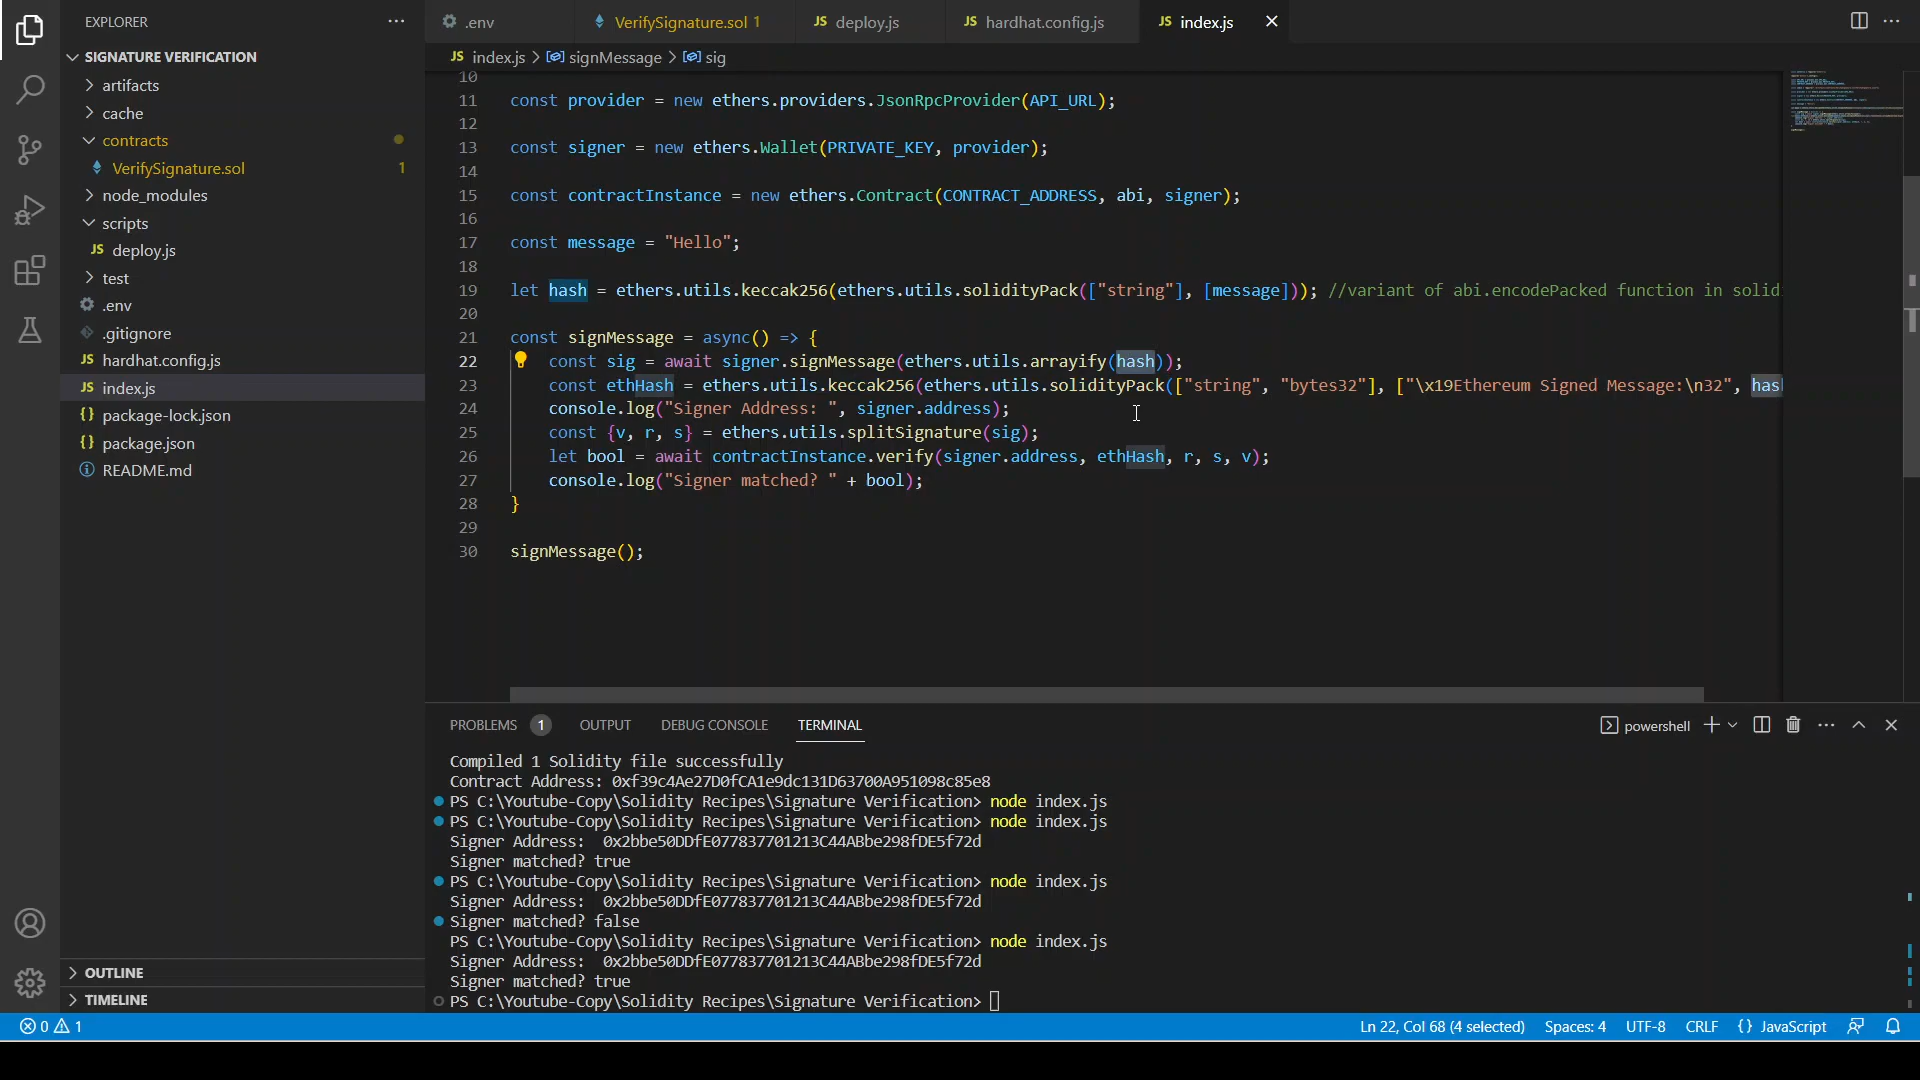 EXPLORER
SIGNATURE VERIFICATION
artifacts
cache
contracts
VerifySignature.sol 1
node_modules
scripts
JS deploy.js
test
.env
.gitignore
JS hardhat.config.js
JS index.js
{} package-lock.json
{} package.json
README.md
OUTLINE
TIMELINE
.env
VerifySignature.sol 1
JS deploy.js
JS hardhat.config.js
JS index.js
JS index.js > signMessage > sig
10
11 const provider = new ethers.providers.JsonRpcProvider(API_URL);
12
13 const signer = new ethers.Wallet(PRIVATE_KEY, provider);
14
15 const contractInstance = new ethers.Contract(CONTRACT_ADDRESS, abi, signer);
16
17 const message = "Hello";
18
19 let hash = ethers.utils.keccak256(ethers.utils.solidityPack(["string"], [message])); //variant of abi.encodePacked function in solid
20
21 const signMessage = async() => {
22 const sig = await signer.signMessage(ethers.utils.arrayify(hash));
23 const ethHash = ethers.utils.keccak256(ethers.utils.solidityPack(["string", "bytes32"], ["\x19Ethereum Signed Message:\n32", hash
24 console.log("Signer Address: ", signer.address);
25 const {v, r, s} = ethers.utils.splitSignature(sig);
26 let bool = await contractInstance.verify(signer.address, ethHash, r, s, v);
27 console.log("Signer matched? " + bool);
28 }
29
30 signMessage();
PROBLEMS 1 OUTPUT DEBUG CONSOLE TERMINAL
powershell
Compiled 1 Solidity file successfully
Contract Address: 0xf39c4Ae27D0fCA1e9dc131D63700A951098c85e8
PS C:\Youtube-Copy\Solidity Recipes\Signature Verification> node index.js
PS C:\Youtube-Copy\Solidity Recipes\Signature Verification> node index.js
Signer Address:  0x2bbe50DDfE077837701213C44ABbe298fDE5f72d
Signer matched? true
PS C:\Youtube-Copy\Solidity Recipes\Signature Verification> node index.js
Signer Address:  0x2bbe50DDfE077837701213C44ABbe298fDE5f72d
Signer matched? false
PS C:\Youtube-Copy\Solidity Recipes\Signature Verification> node index.js
Signer Address:  0x2bbe50DDfE077837701213C44ABbe298fDE5f72d
Signer matched? true
PS C:\Youtube-Copy\Solidity Recipes\Signature Verification>
0 1
Ln 22, Col 68 (4 selected) Spaces: 4 UTF-8 CRLF {} JavaScript